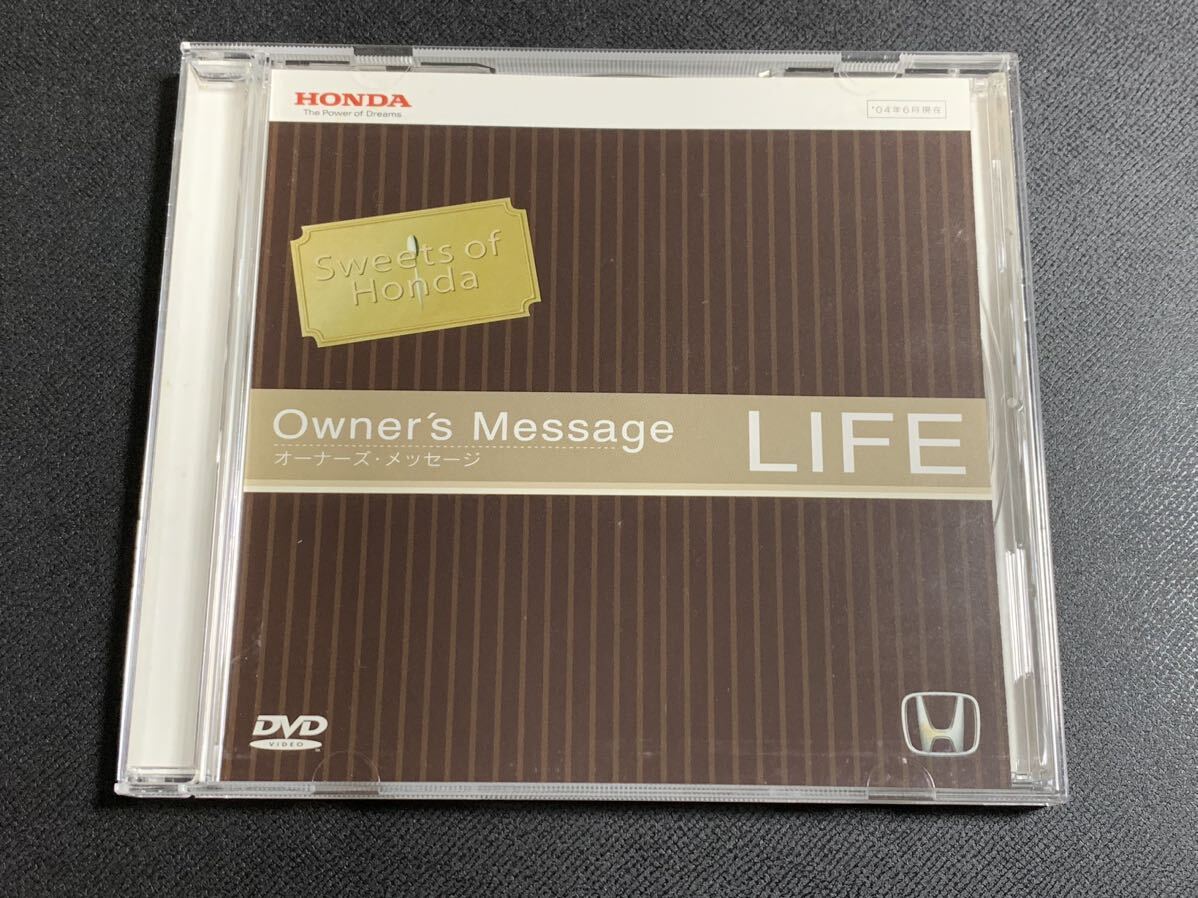 HONDA
The Power of Dreams
'04年6月現在
Sweets of
Honda
Owner's Message
オーナーズ・メッセージ
LIFE
DVD
VIDEO